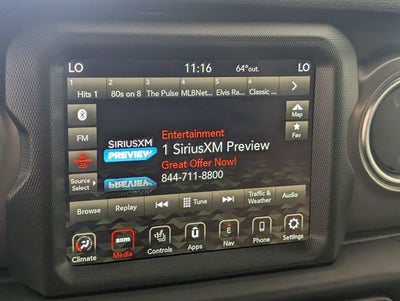 LO 11:16 64°out. LO
1 2 3 4 5 6
Hits 1 80s on 8 The Pulse MLBNet... Elvis Ra... Classic ...
Map
FM
Fav
SIRIUSXM
PREVIEW
Entertainment
1 SiriusXM Preview
Great Offer Now!
844-711-8800
Source
Select
Browse Replay Tune Traffic &
Weather Audio
E
sxm
Climate Media Controls Apps Nav Phone Settings